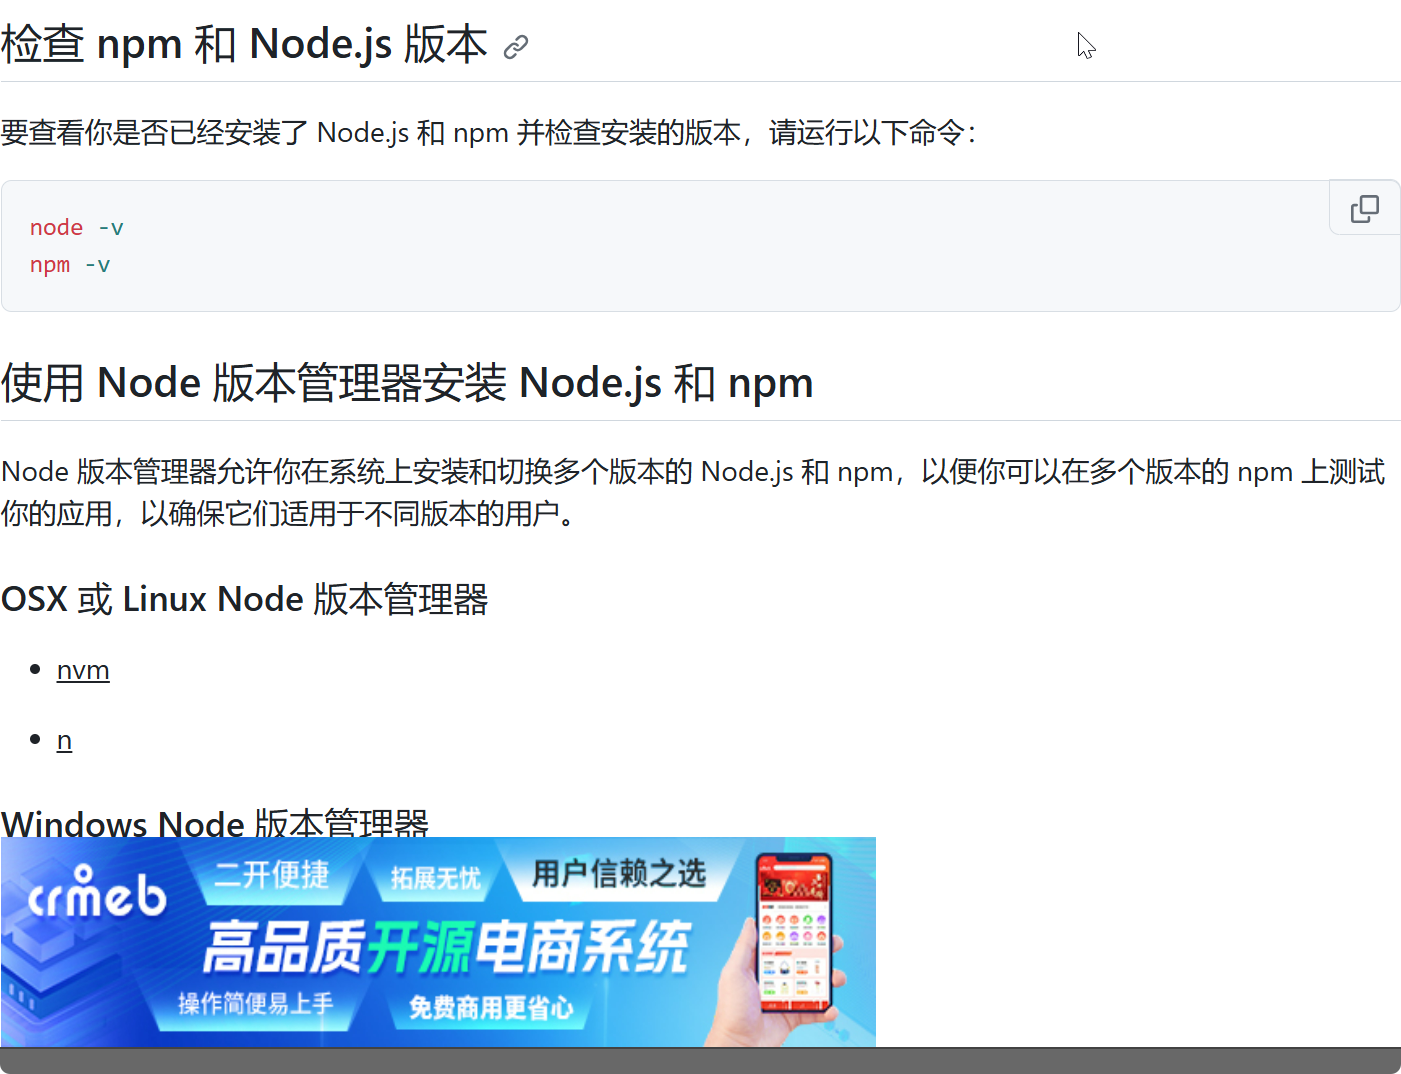 检查 npm 和 Node.js 版本
要查看你是否已经安装了 Node.js 和 npm 并检查安装的版本，请运行以下命令：
node -v
npm -v
使用 Node 版本管理器安装 Node.js 和 npm
Node 版本管理器允许你在系统上安装和切换多个版本的 Node.js 和 npm，以便你可以在多个版本的 npm 上测试
你的应用，以确保它们适用于不同版本的用户。
OSX 或 Linux Node 版本管理器
nvm
n
Windows Node 版本管理器
crmeb
二开便捷
拓展无忧
用户信赖之选
高品质开源电商系统
操作简便易上手
免费商用更省心